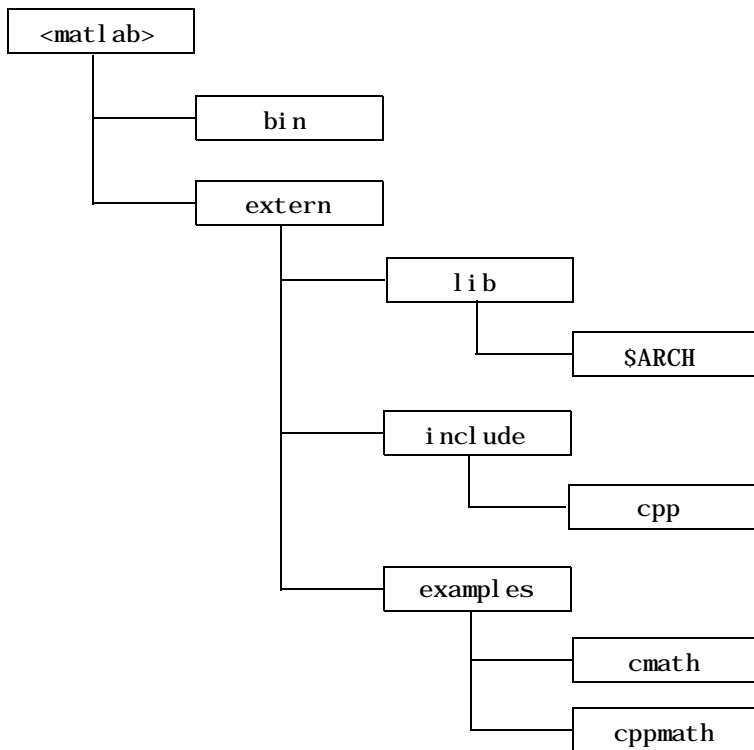 <matlab>
bin
extern
lib
$ARCH
include
cpp
examples
cmath
cppmath